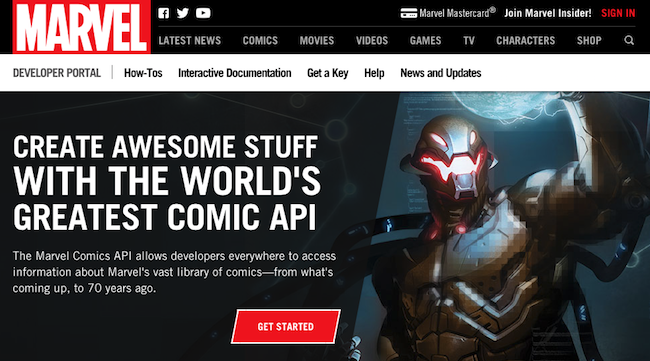 MARVEL
Marvel Mastercard® Join Marvel Insider! SIGN IN
LATEST NEWS COMICS MOVIES VIDEOS GAMES TV CHARACTERS SHOP
DEVELOPER PORTAL How-Tos Interactive Documentation Get a Key Help News and Updates
CREATE AWESOME STUFF
WITH THE WORLD'S
GREATEST COMIC API
The Marvel Comics API allows developers everywhere to access
information about Marvel's vast library of comics—from what's
coming up, to 70 years ago.
GET STARTED